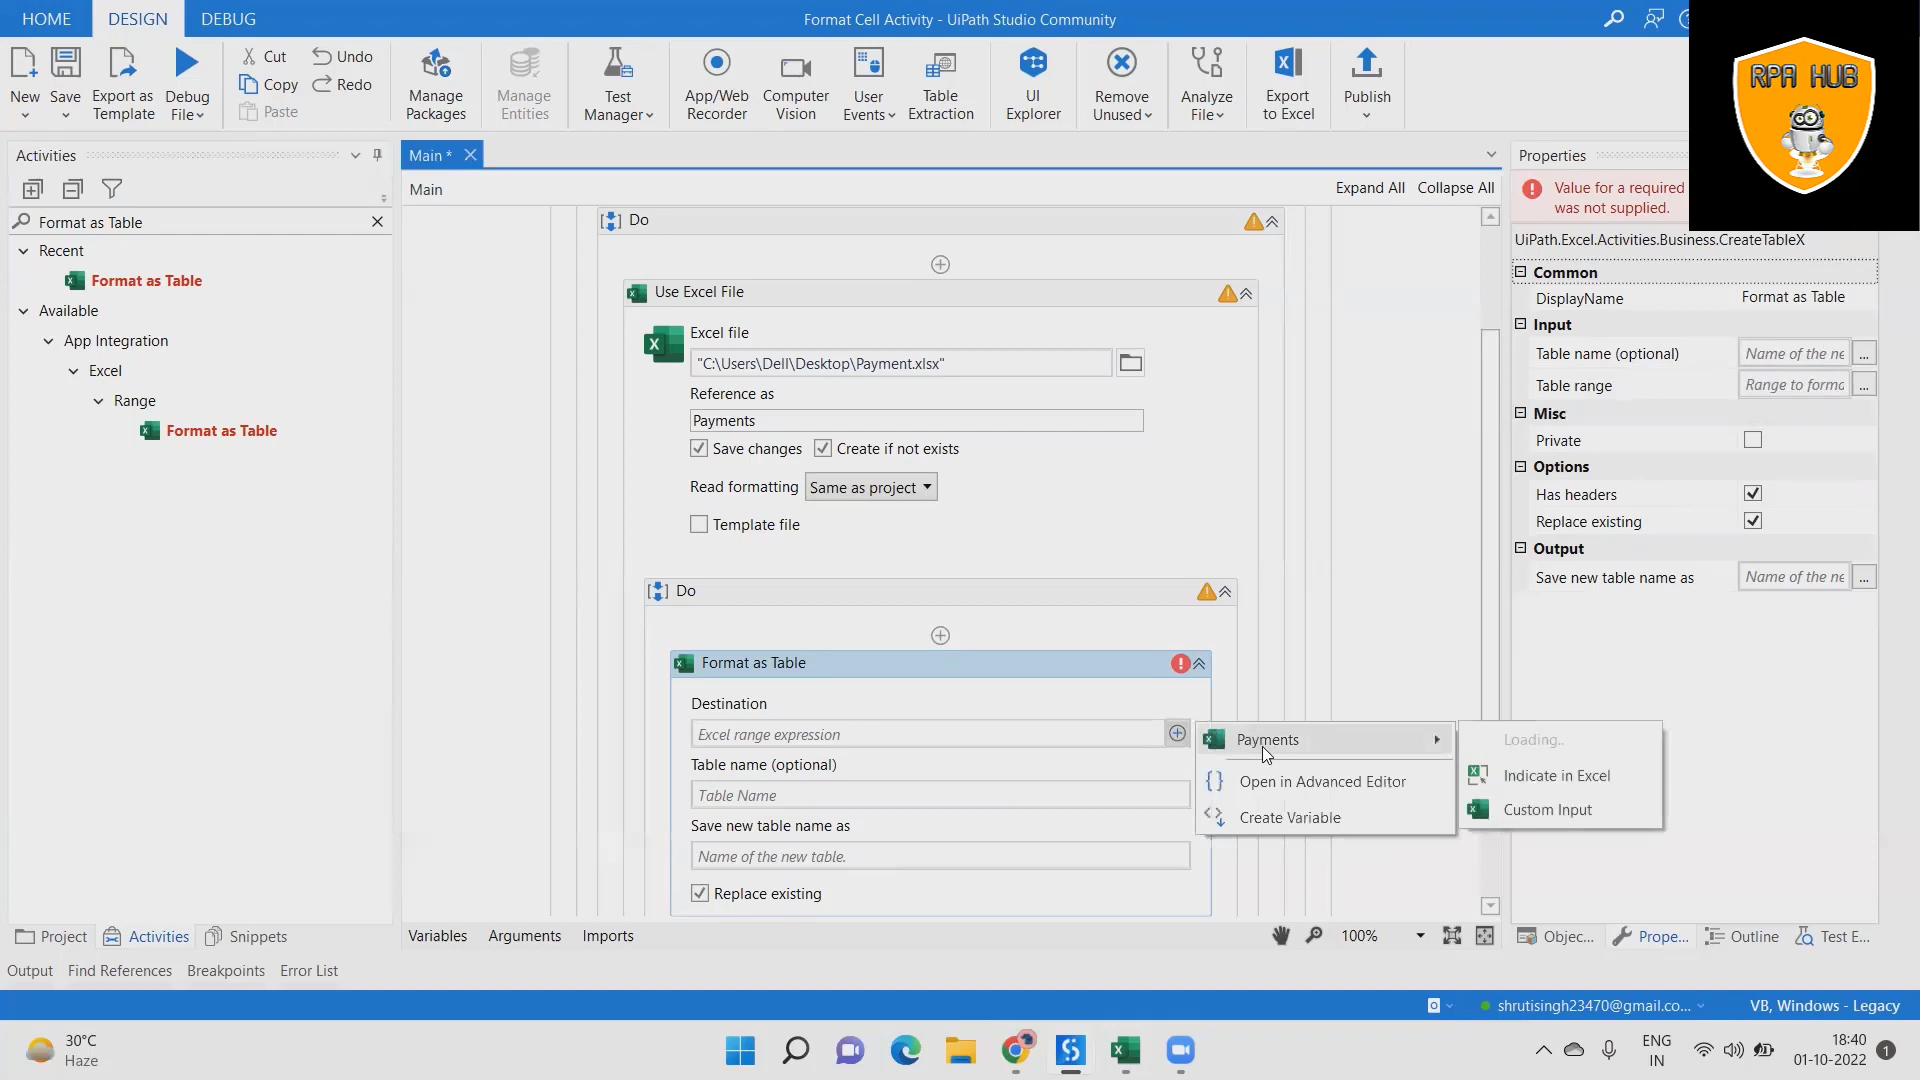 HOME
DESIGN
DEBUG
Format Cell Activity - UiPath Studio Community
New
Save
Export as
Template
Debug
File
Cut
Copy
Paste
Undo
Redo
Manage
Packages
Manage
Entities
Test
Manager
App/Web
Recorder
Computer
Vision
User
Events
Table
Extraction
UI
Explorer
Remove
Unused
Analyze
File
Export
to Excel
Publish
RPA HUB
Activities
Format as Table
Recent
Format as Table
Available
App Integration
Excel
Range
Format as Table
Main *
Main
Expand All
Collapse All
Do
Use Excel File
Excel file
"C:\Users\Dell\Desktop\Payment.xlsx"
Reference as
Payments
Save changes
Create if not exists
Read formatting
Same as project
Template file
Do
Format as Table
Destination
Excel range expression
Table name (optional)
Table Name
Save new table name as
Name of the new table.
Replace existing
Payments
Open in Advanced Editor
Create Variable
Loading..
Indicate in Excel
Custom Input
Properties
Value for a required
was not supplied.
UiPath.Excel.Activities.Business.CreateTableX
Common
DisplayName
Format as Table
Input
Table name (optional)
Name of the ne
...
Table range
Range to forma
...
Misc
Private
Options
Has headers
Replace existing
Output
Save new table name as
Name of the ne
...
Project
Activities
Snippets
Variables
Arguments
Imports
100%
Objec...
Prope...
Outline
Test E...
Output
Find References
Breakpoints
Error List
shrutisingh23470@gmail.co...
VB, Windows - Legacy
30°C
Haze
ENG
IN
18:40
01-10-2022
1